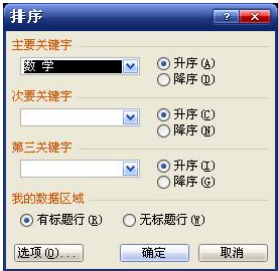 排序
主要关键字
数 学
升序(A)
降序(D)
次要关键字
升序(C)
降序(N)
第三关键字
升序(I)
降序(G)
我的数据区域
有标题行(R) 无标题行(W)
选项(O)... 确定 取消